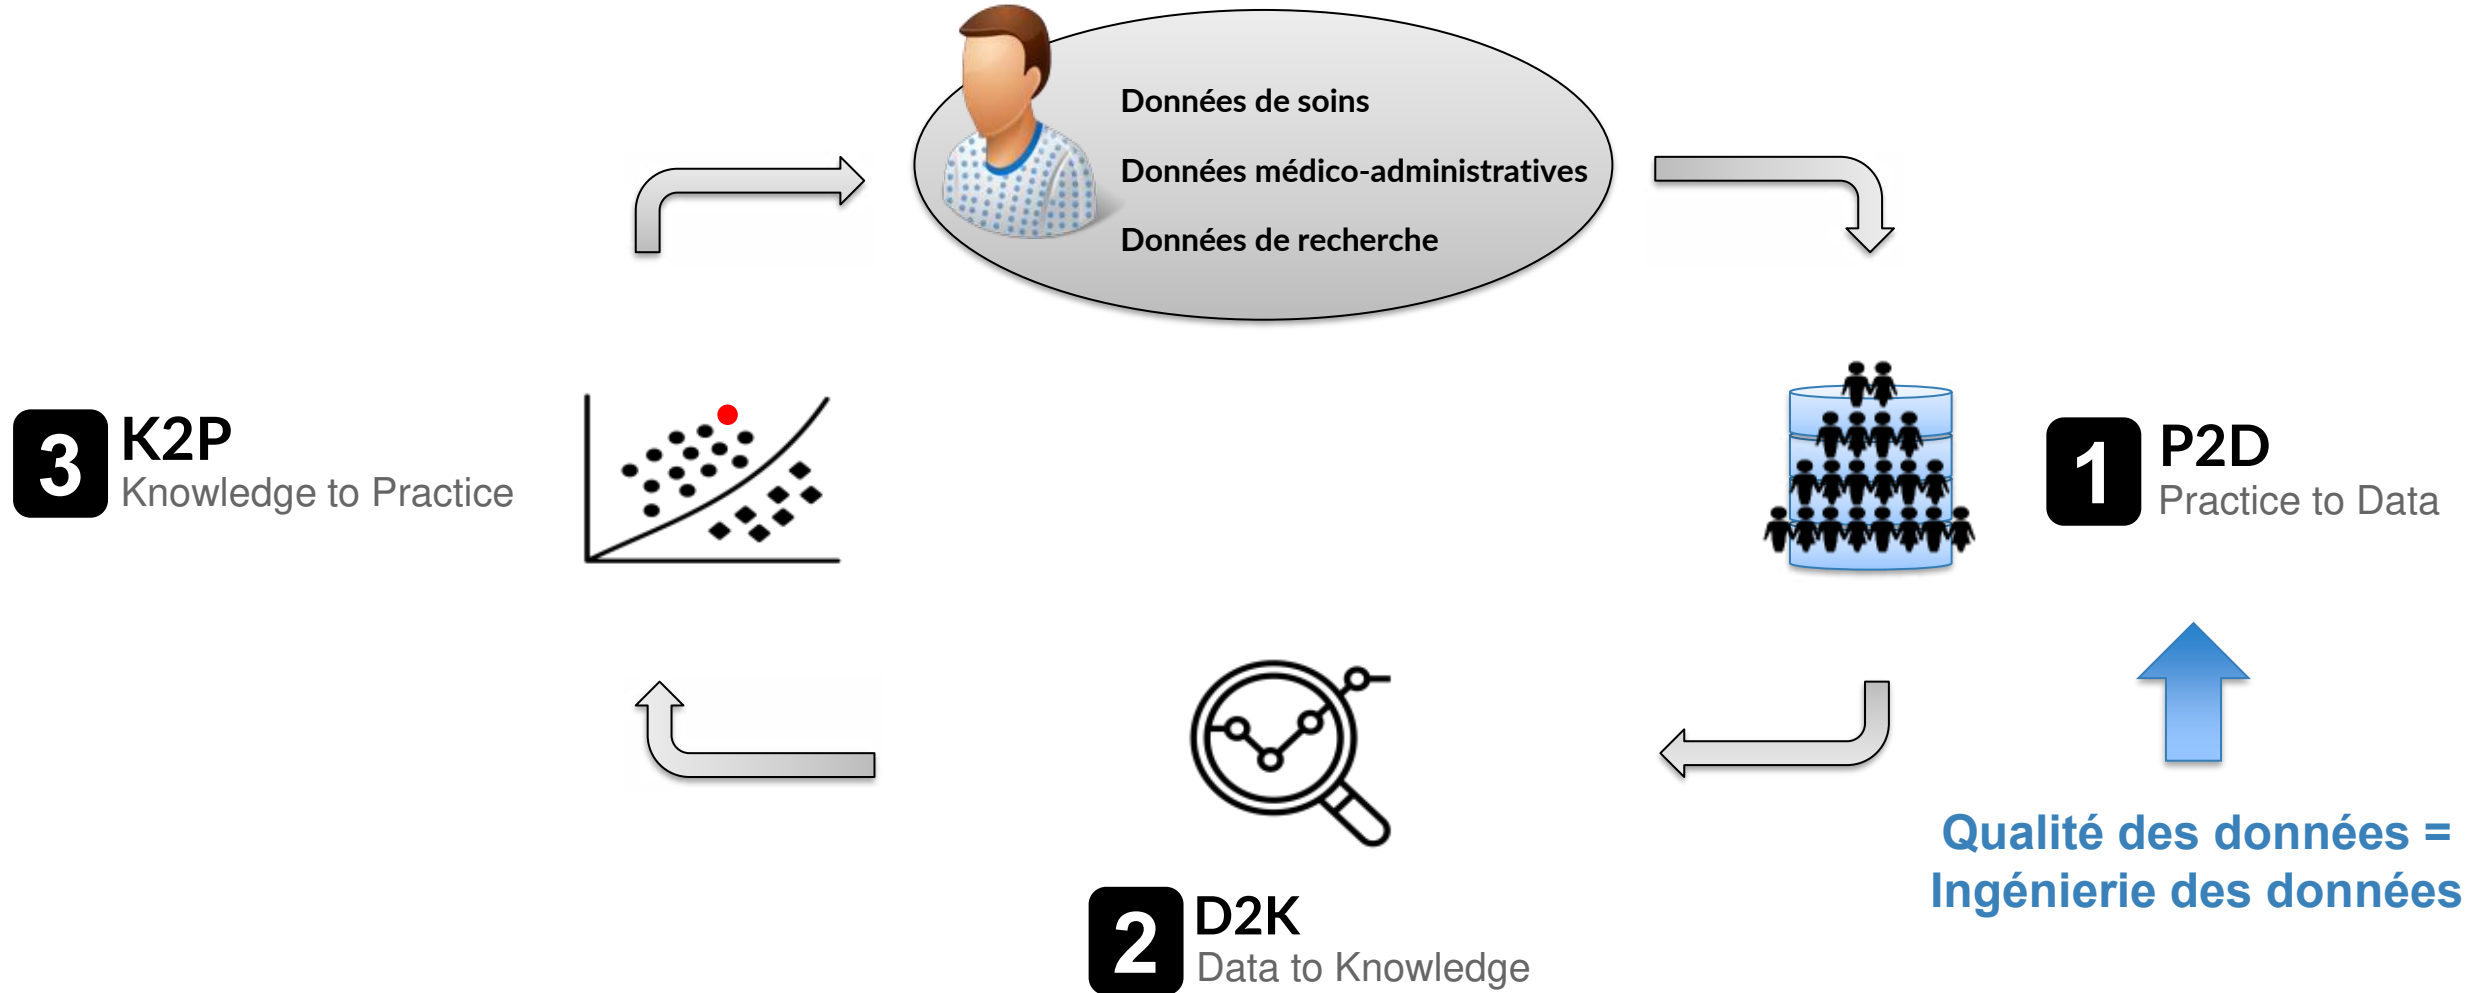 Données de soins
Données médico-administratives
Données de recherche
3 K2P
Knowledge to Practice
1 P2D
Practice to Data
Qualité des données =
Ingénierie des données
2 D2K
Data to Knowledge